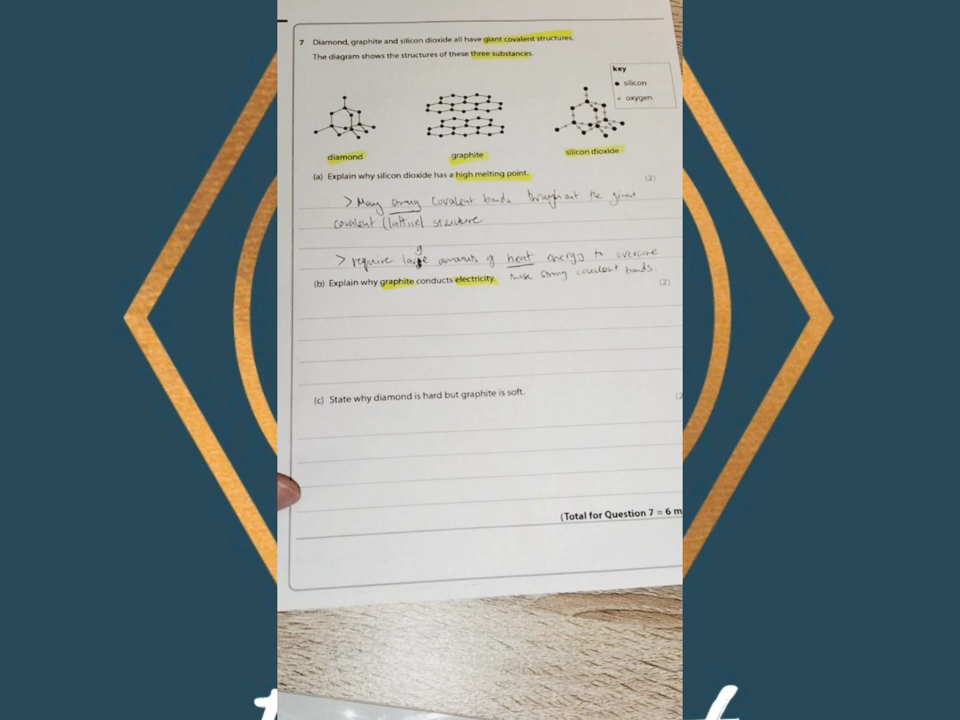 7 Diamond, graphite and silicon dioxide all have giant covalent structures.
The diagram shows the structures of these three substances.
key
silicon
oxygen
diamond
graphite
silicon dioxide
(a) Explain why silicon dioxide has a high melting point.
(2)
> Many strong covalent bonds throughout the giant
covalent (lattice) structure
g
> require large amounts of heat energy to overcome
these strong covalent bonds.
(b) Explain why graphite conducts electricity.
(2)
(c) State why diamond is hard but graphite is soft.
(2
(Total for Question 7 = 6 m